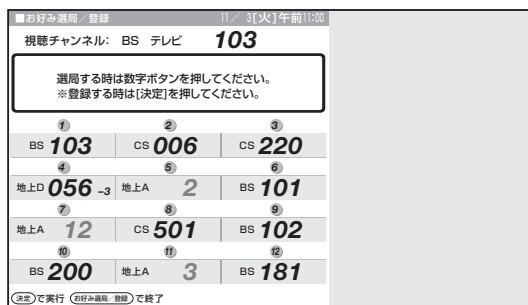 ■お好み選局／登録 11／ 3[火]午前11:00
視聴チャンネル: BS テレビ 103
選局する時は数字ボタンを押してください。
※登録する時は[決定]を押してください。
1 2 3
BS 103 CS 006 CS 220
4 5 6
地上D 056 -3 地上A 2 BS 101
7 8 9
地上A 12 CS 501 BS 102
10 11 12
BS 200 地上A 3 BS 181
決定で実行 お好み選局／登録で終了